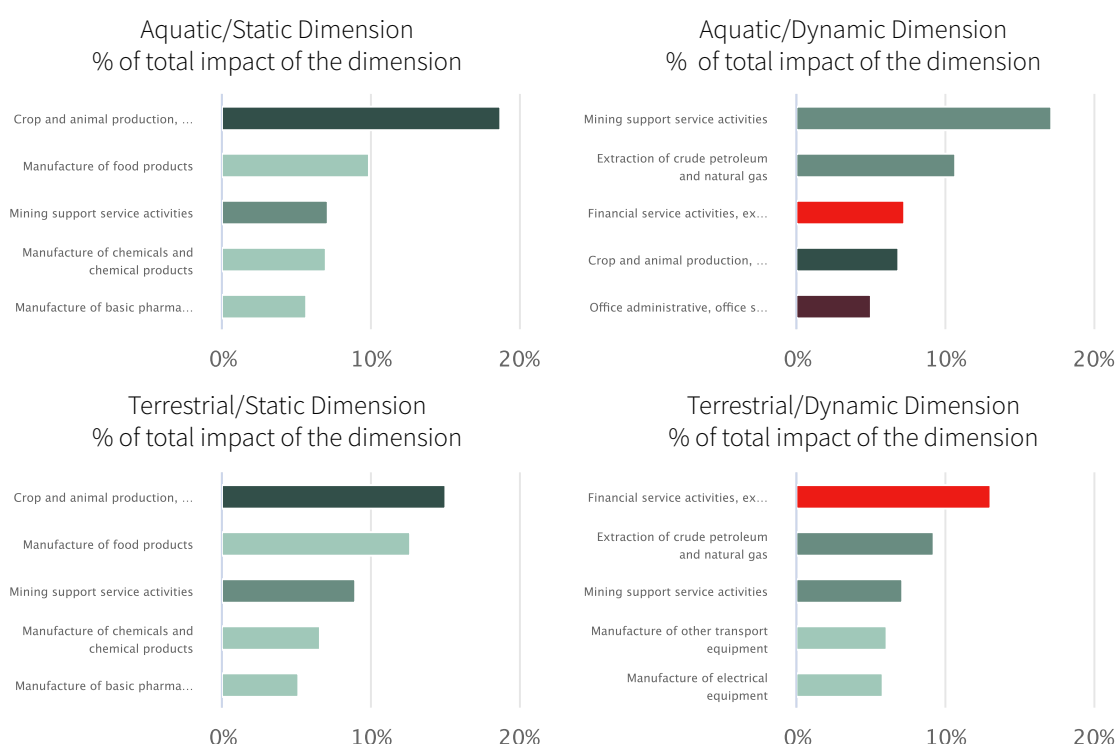 Aquatic/Static Dimension
% of total impact of the dimension
Crop and animal production, ...
Manufacture of food products
Mining support service activities
Manufacture of chemicals and
chemical products
Manufacture of basic pharma...
0% 10% 20%
Aquatic/Dynamic Dimension
% of total impact of the dimension
Mining support service activities
Extraction of crude petroleum
and natural gas
Financial service activities, ex...
Crop and animal production, ...
Office administrative, office s...
0% 10% 20%
Terrestrial/Static Dimension
% of total impact of the dimension
Crop and animal production, ...
Manufacture of food products
Mining support service activities
Manufacture of chemicals and
chemical products
Manufacture of basic pharma...
0% 10% 20%
Terrestrial/Dynamic Dimension
% of total impact of the dimension
Financial service activities, ex...
Extraction of crude petroleum
and natural gas
Mining support service activities
Manufacture of other transport
equipment
Manufacture of electrical
equipment
0% 10% 20%